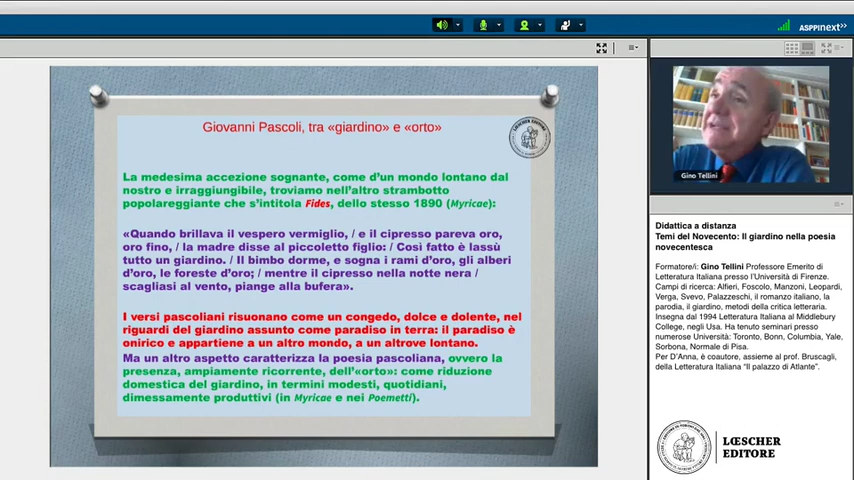 ASPPInext>>
Giovanni Pascoli, tra «giardino» e «orto»
La medesima accezione sognante, come d'un mondo lontano dal
nostro e irraggiungibile, troviamo nell'altro strambotto
popolareggiante che s'intitola Fides, dello stesso 1890 (Myricae):
«Quando brillava il vespero vermiglio, / e il cipresso pareva oro,
oro fino, / la madre disse al piccoletto figlio: / Così fatto è lassù
tutto un giardino. / Il bimbo dorme, e sogna i rami d'oro, gli alberi
d'oro, le foreste d'oro; / mentre il cipresso nella notte nera /
scagliasi al vento, piange alla bufera».
I versi pascoliani risuonano come un congedo, dolce e dolente, nel
riguardi del giardino assunto come paradiso in terra: il paradiso è
onirico e appartiene a un altro mondo, a un altrove lontano.
Ma un altro aspetto caratterizza la poesia pascoliana, ovvero la
presenza, ampiamente ricorrente, dell'«orto»: come riduzione
domestica del giardino, in termini modesti, quotidiani,
dimessamente produttivi (in Myricae e nei Poemetti).
Gino Tellini
Didattica a distanza
Temi del Novecento: Il giardino nella poesia
novecentesca
Formatore/i: Gino Tellini Professore Emerito di
Letteratura Italiana presso l'Università di Firenze.
Campi di ricerca: Alfieri, Foscolo, Manzoni, Leopardi,
Verga, Svevo, Palazzeschi, il romanzo italiano, la
parodia, il giardino, metodi della critica letteraria.
Insegna dal 1994 Letteratura Italiana al Middlebury
College, negli Usa. Ha tenuto seminari presso
numerose Università: Toronto, Bonn, Columbia, Yale,
Sorbona, Normale di Pisa.
Per D'Anna, è coautore, assieme al prof. Bruscagli,
della Letteratura Italiana "Il palazzo di Atlante".
LŒSCHER
EDITORE